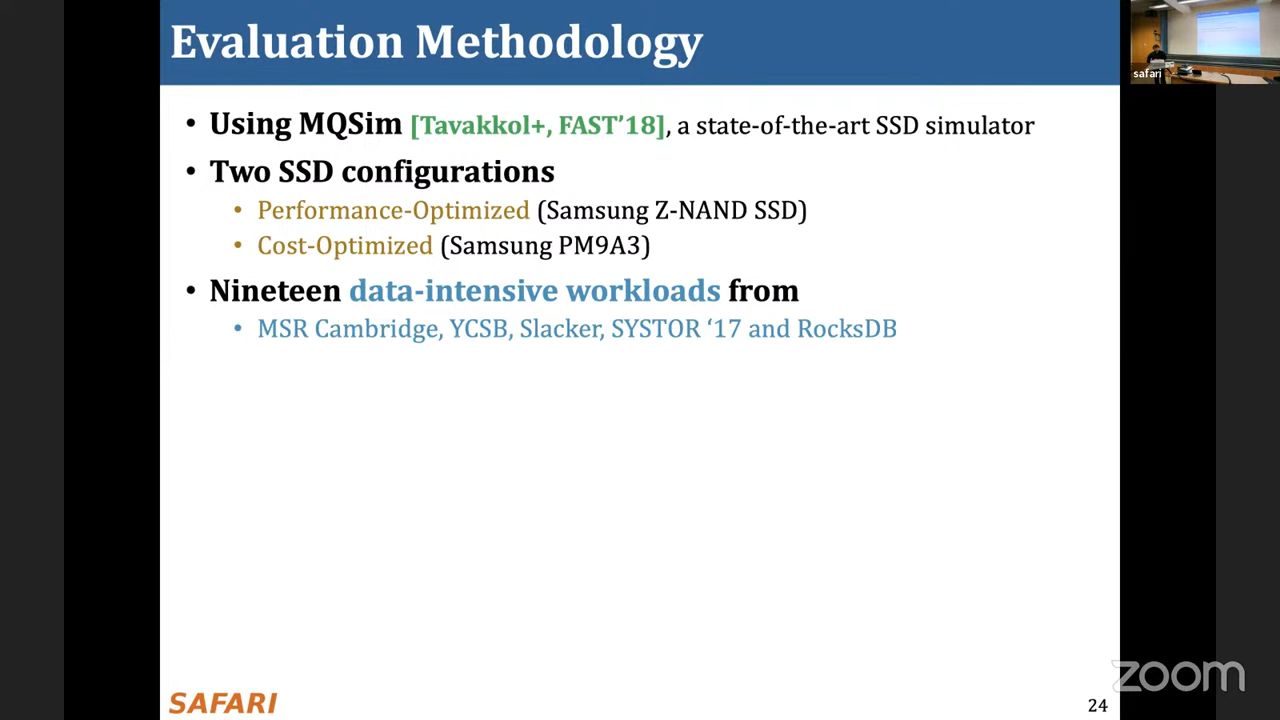 Evaluation Methodology
• Using MQSim [Tavakkol+, FAST’18], a state-of-the-art SSD simulator
• Two SSD configurations
• Performance-Optimized (Samsung Z-NAND SSD)
• Cost-Optimized (Samsung PM9A3)
• Nineteen data-intensive workloads from
• MSR Cambridge, YCSB, Slacker, SYSTOR ‘17 and RocksDB
SAFARI
24
safari
zoom